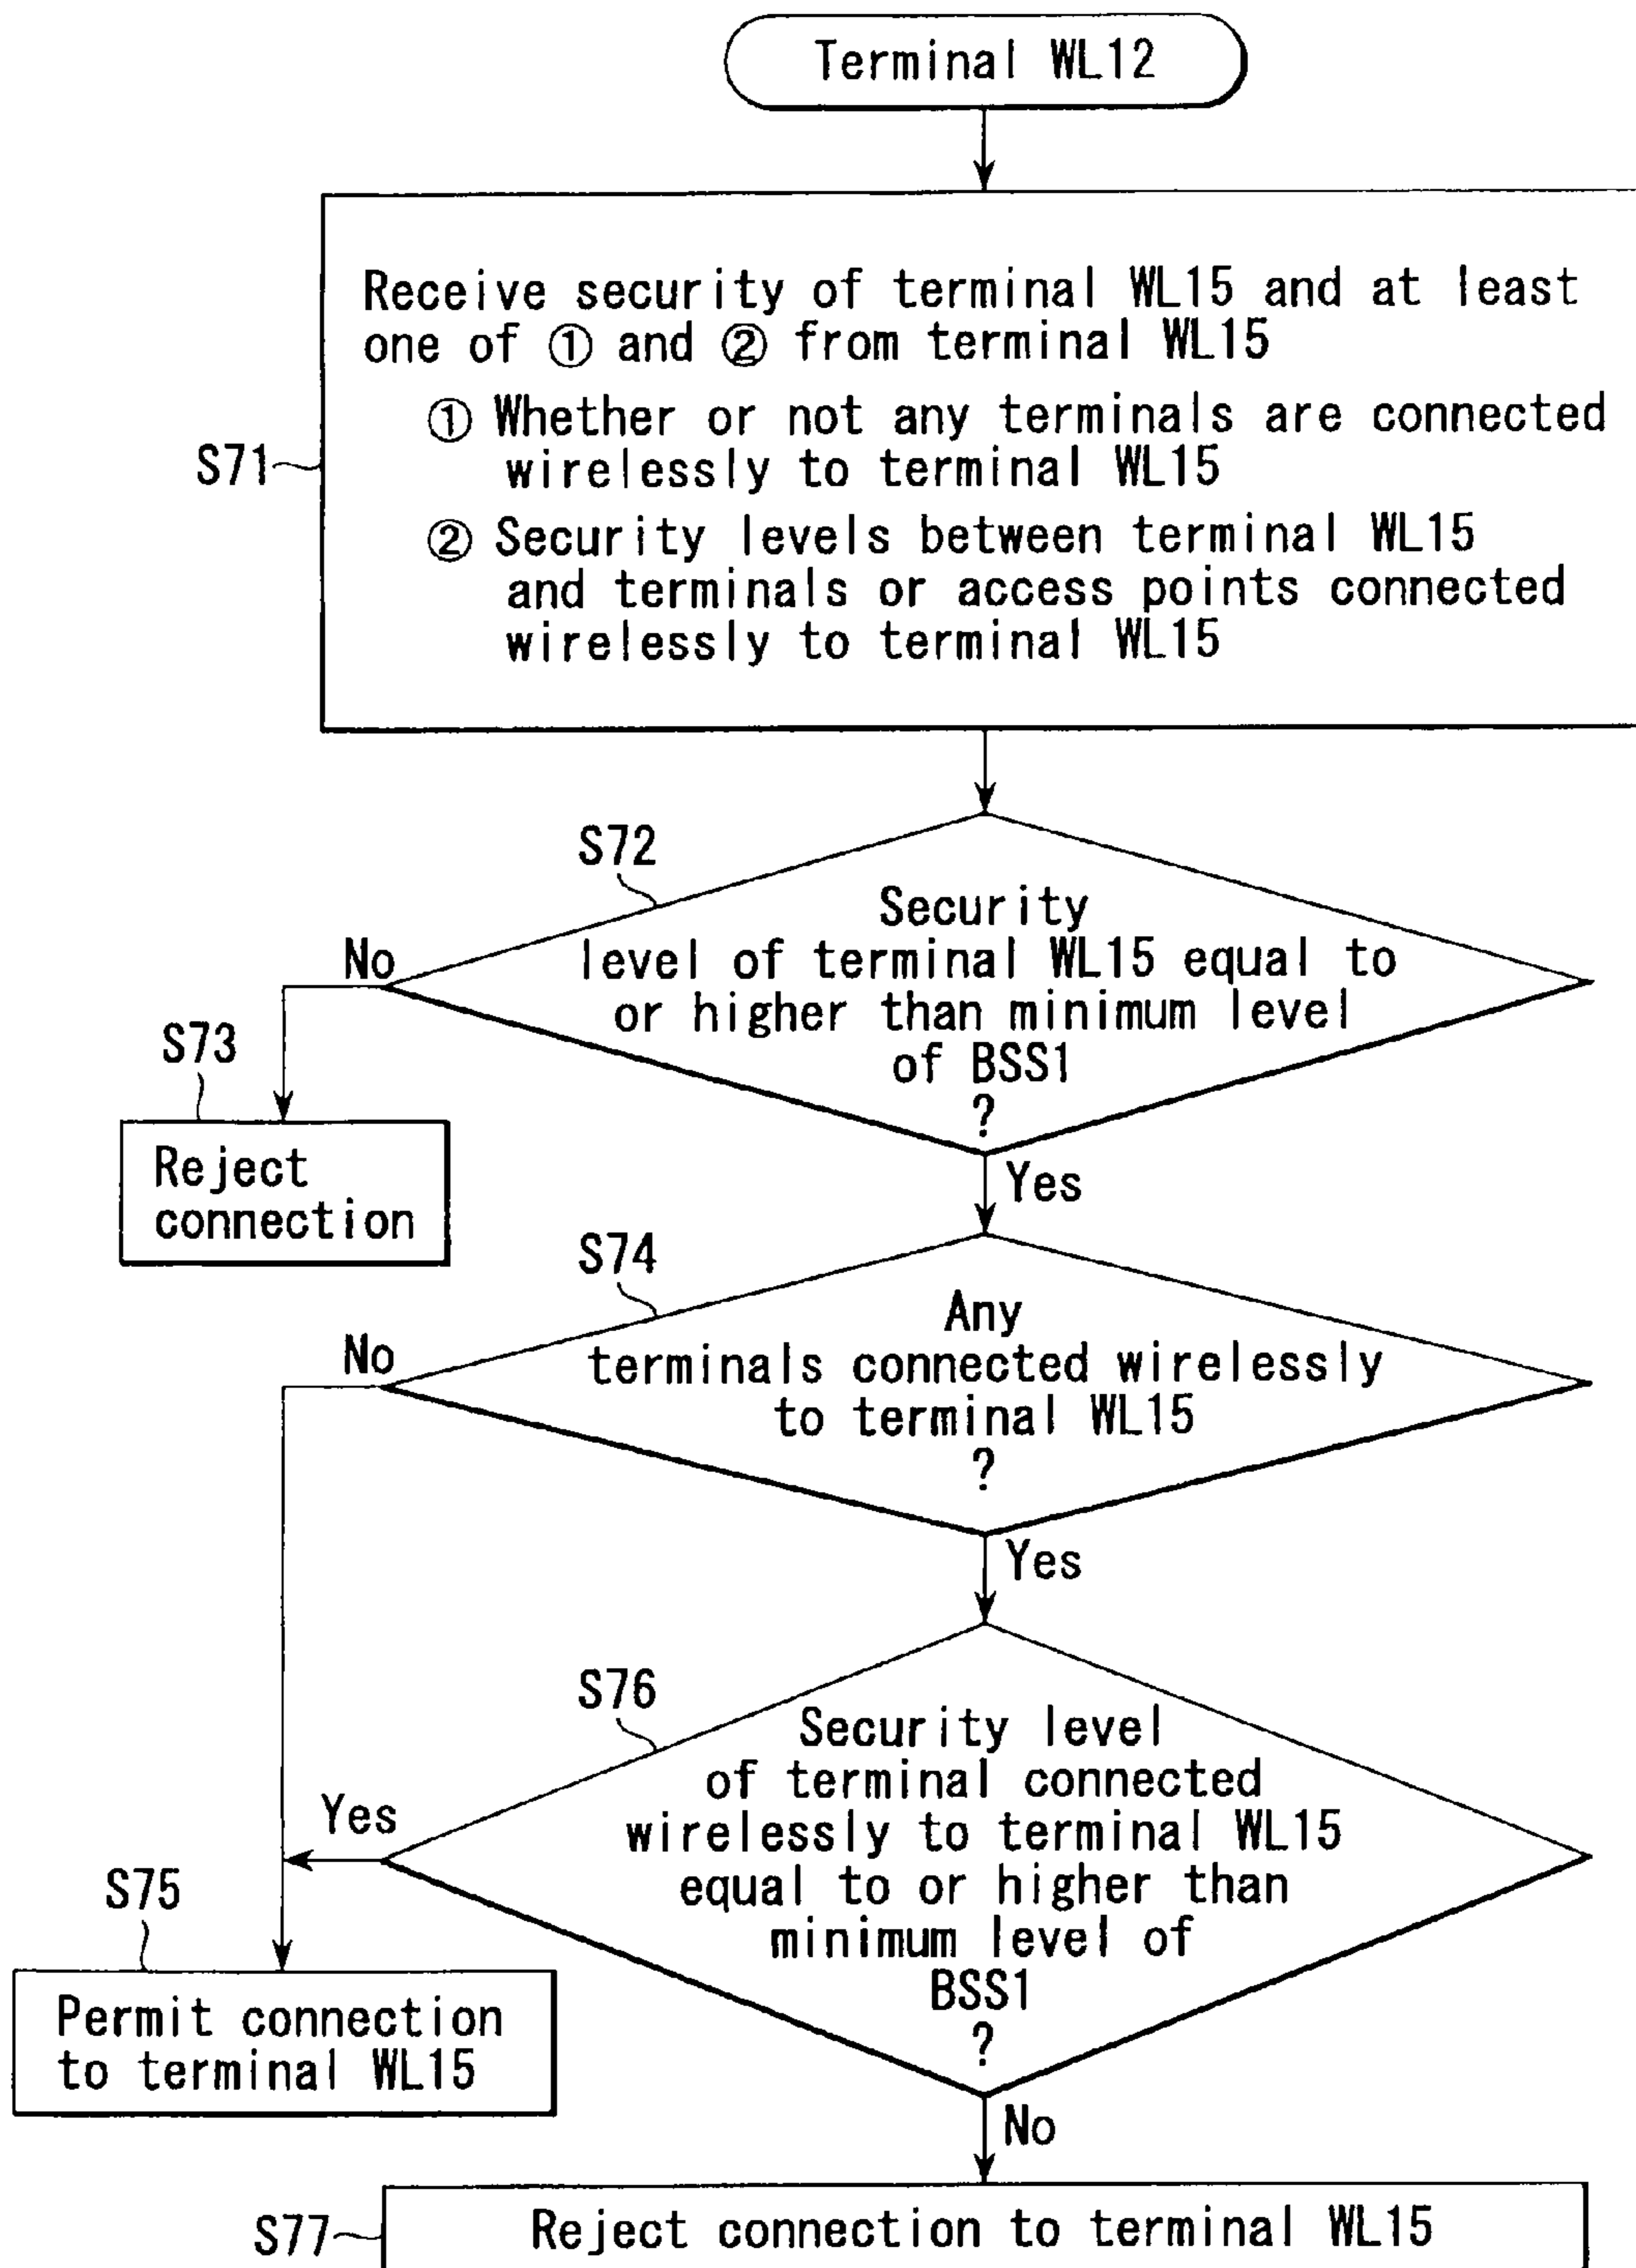 Terminal WL12
Receive security of terminal WL15 and at least
one of ① and ② from terminal WL15
① Whether or not any terminals are connected
wirelessly to terminal WL15
S71
② Security levels between terminal WL15
and terminals or access points connected
wirelessly to terminal WL15
S72
Security
level of terminal WL15 equal to
or higher than minimum level
of BSS1
?
No
S73
Reject
connection
Yes
S74
Any
terminals connected wirelessly
to terminal WL15
?
No
Yes
S76
Security level
of terminal connected
wirelessly to terminal WL15
equal to or higher than
minimum level of
BSS1
?
Yes
S75
Permit connection
to terminal WL15
No
S77
Reject connection to terminal WL15